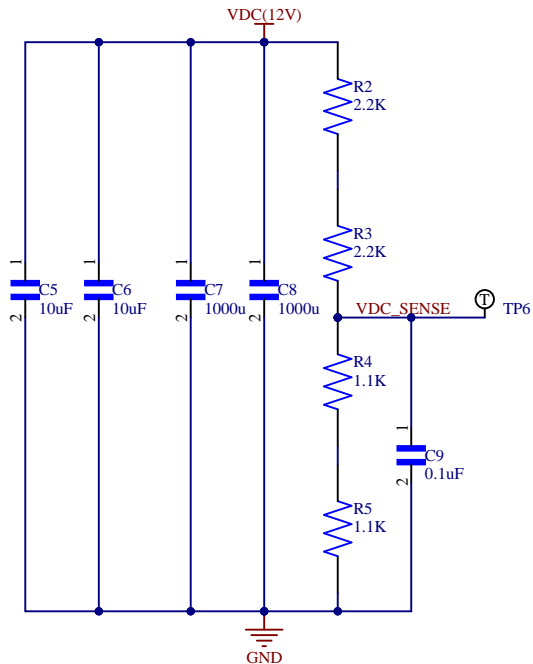 VDC(12V)
R2
2.2K
R3
2.2K
1
C5
10uF
2
1
C6
10uF
2
1
C7
1000u
2
1
C8
1000u
2
VDC_SENSE
T
TP6
R4
1.1K
1
C9
0.1uF
2
R5
1.1K
GND